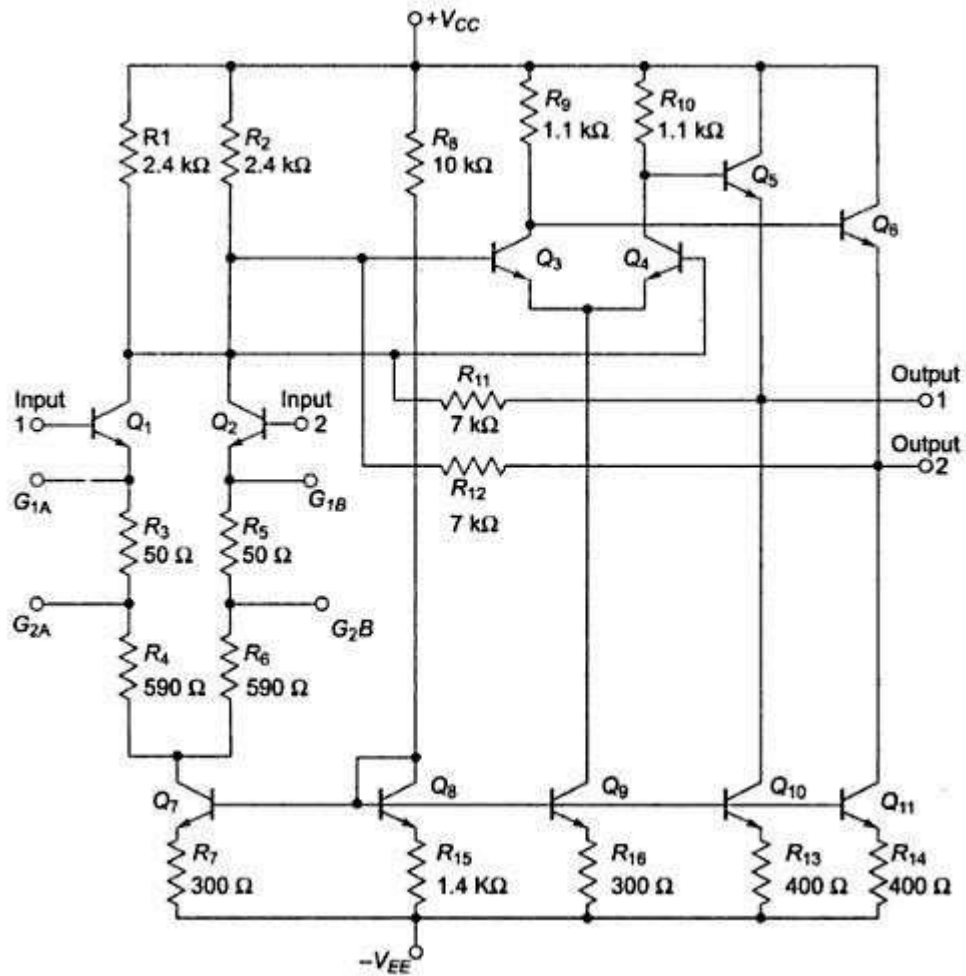 +V_CC
R1
2.4 kΩ
R2
2.4 kΩ
R8
10 kΩ
R9
1.1 kΩ
R10
1.1 kΩ
Q5
Q6
Q3
Q4
Input
1
Q1
Q2
Input
2
R11
7 kΩ
Output
1
R12
7 kΩ
Output
2
G1A
G1B
R3
50 Ω
R5
50 Ω
G2A
G2B
R4
590 Ω
R6
590 Ω
Q7
Q8
Q9
Q10
Q11
R7
300 Ω
R15
1.4 KΩ
R16
300 Ω
R13
400 Ω
R14
400 Ω
−V_EE